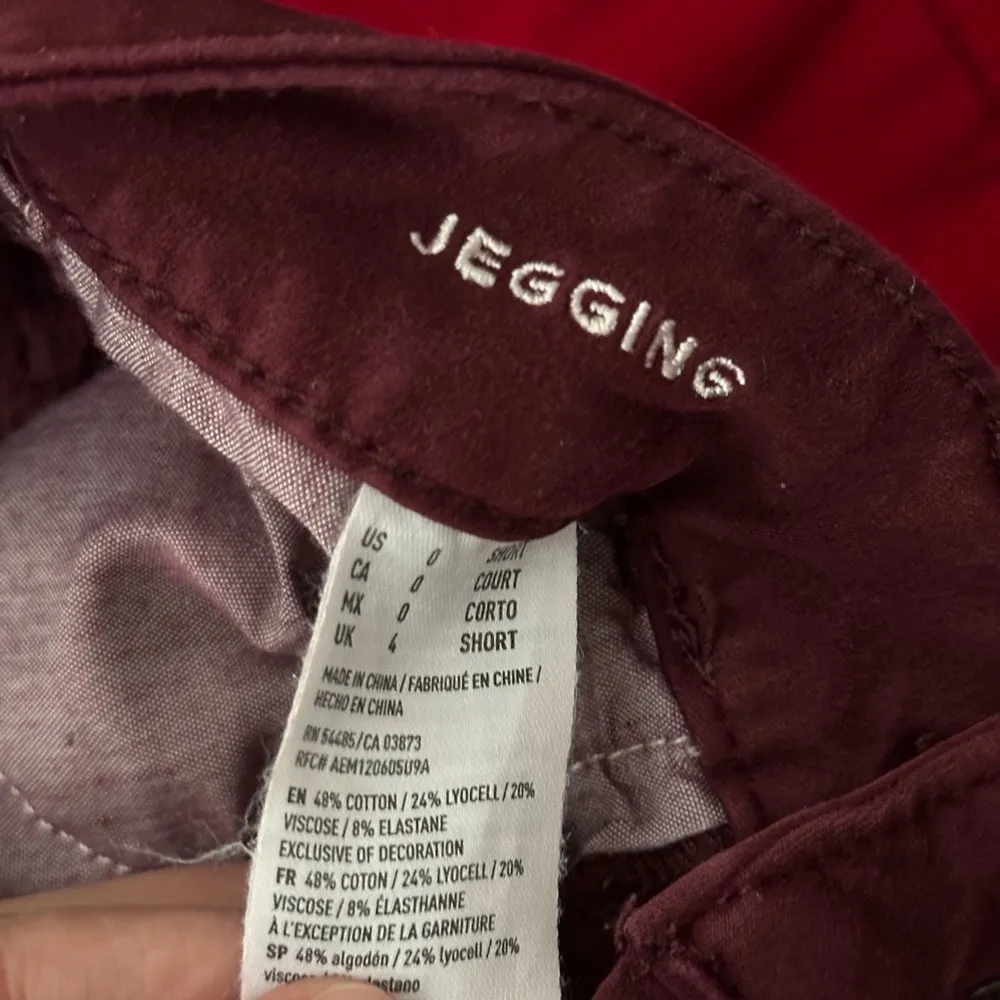 JEGGING
US 0 SHORT
CA 0 COURT
MX 0 CORTO
UK 4 SHORT
MADE IN CHINA / FABRIQUÉ EN CHINE /
HECHO EN CHINA
RN 54485/CA 03873
RFC# AEM120605U9A
EN 48% COTTON / 24% LYOCELL / 20%
VISCOSE / 8% ELASTANE
EXCLUSIVE OF DECORATION
FR 48% COTON / 24% LYOCELL / 20%
VISCOSE / 8% ÉLASTHANNE
À L'EXCEPTION DE LA GARNITURE
SP 48% algodón / 24% lyocell / 20%